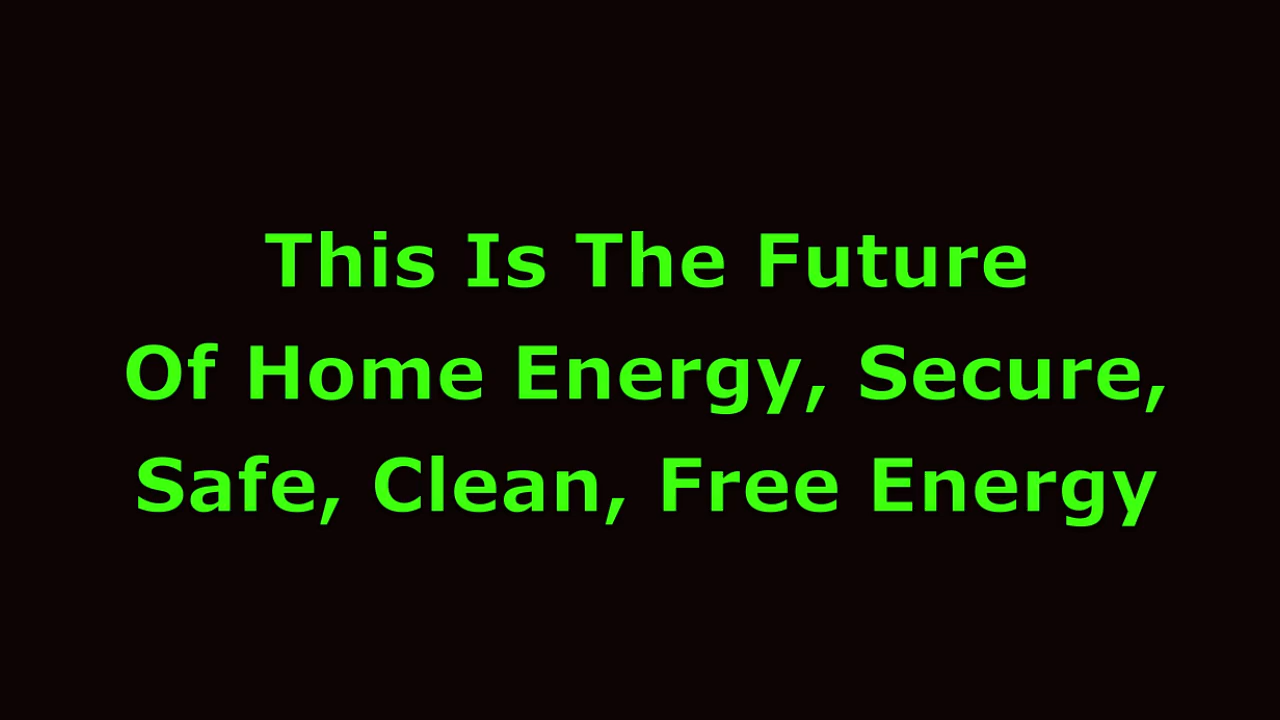 This Is The Future
Of Home Energy, Secure,
Safe, Clean, Free Energy